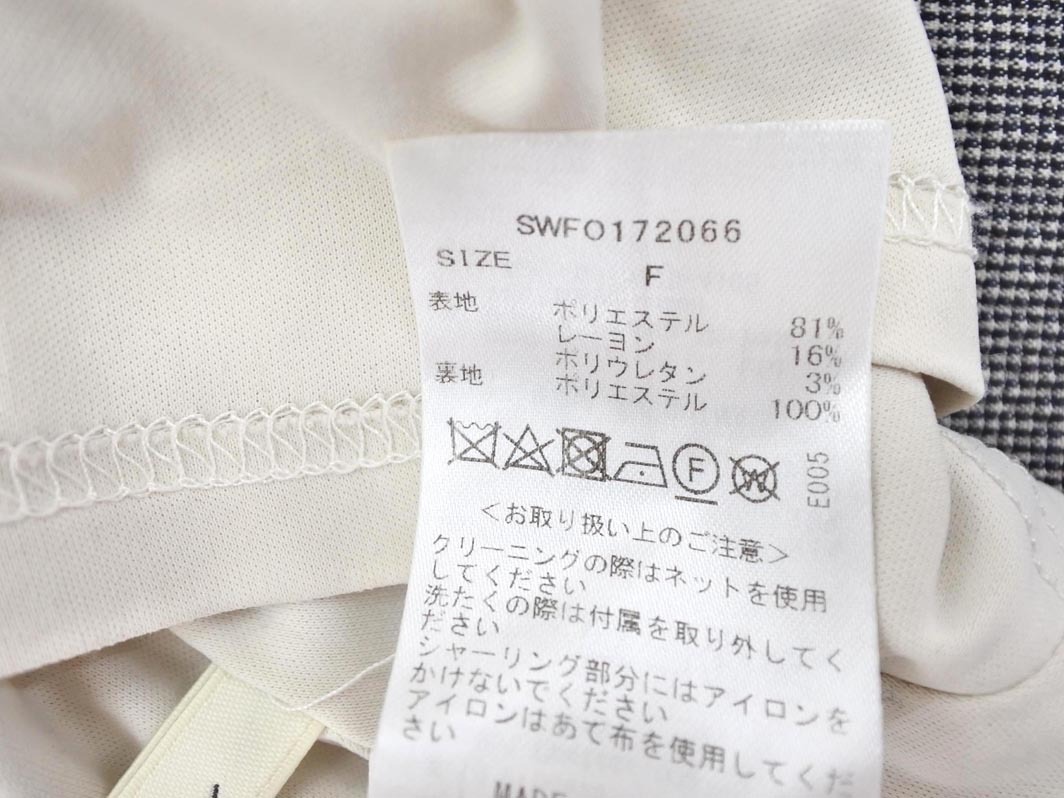 SWFO172066
SIZE F
表地 ポリエステル 81%
レーヨン 16%
ポリウレタン 3%
裏地 ポリエステル 100%
F
W
E005
<お取り扱い上のご注意>
クリーニングの際はネットを使用
してください
洗たくの際は付属を取り外してく
ださい
シャーリング部分にはアイロンを
かけないでください
アイロンはあて布を使用してくだ
さい
MADE